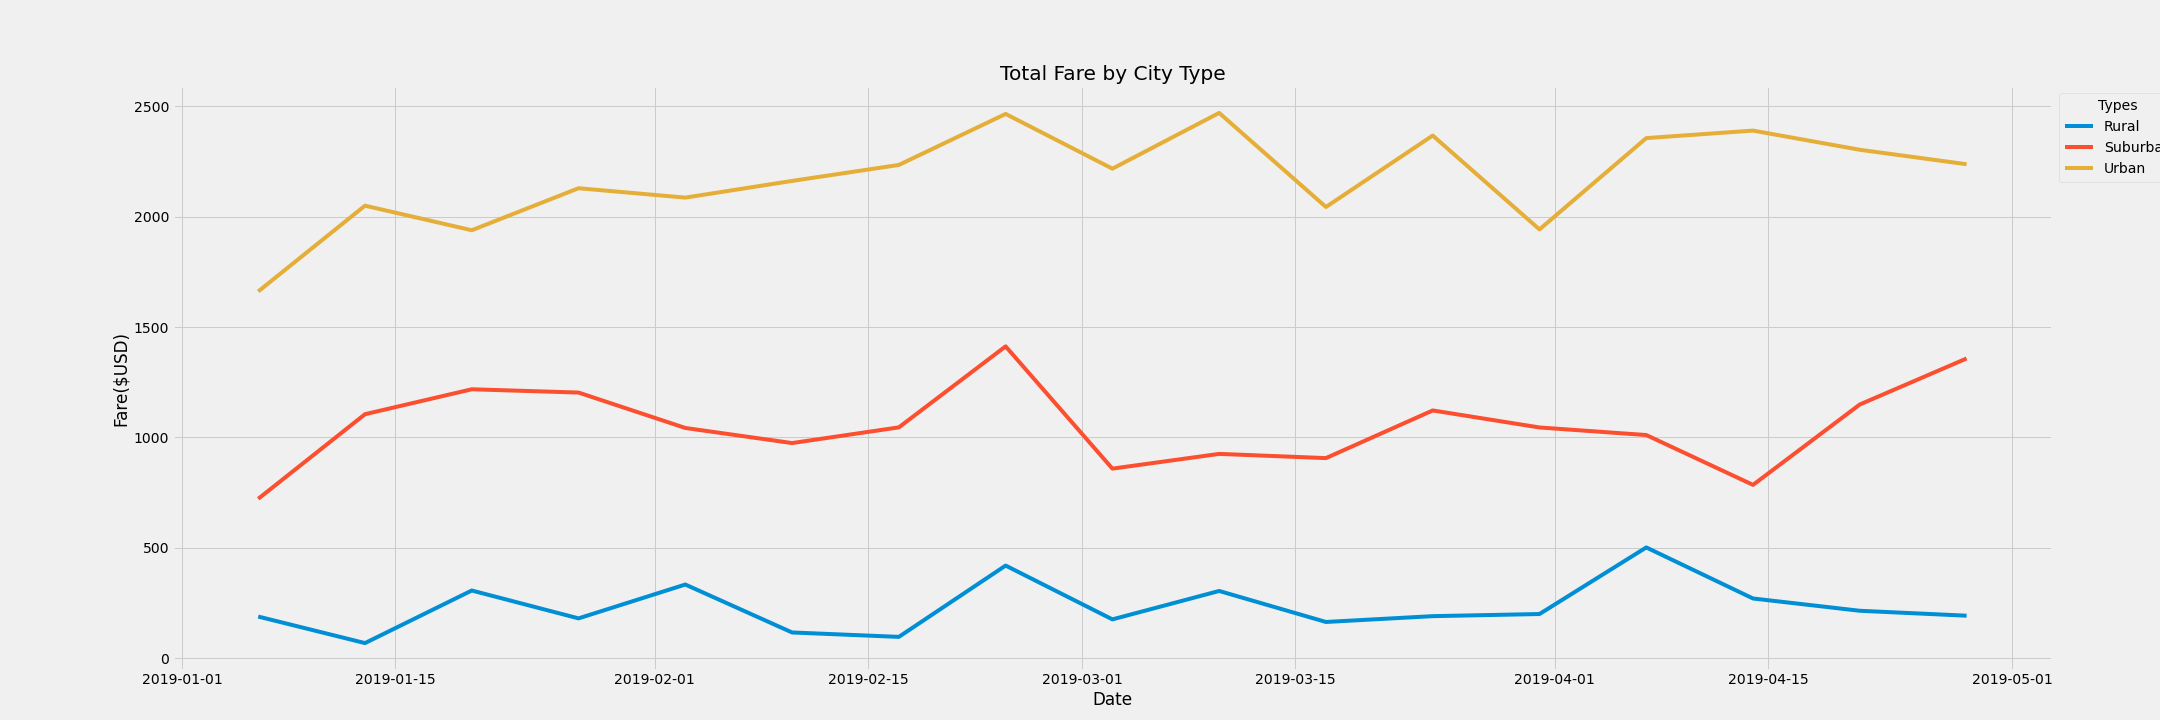 Total Fare by City Type
Fare($USD)
2500
2000
1500
1000
500
0
2019-01-01
2019-01-15
2019-02-01
2019-02-15
2019-03-01
2019-03-15
2019-04-01
2019-04-15
2019-05-01
Date
Types
Rural
Suburba
Urban